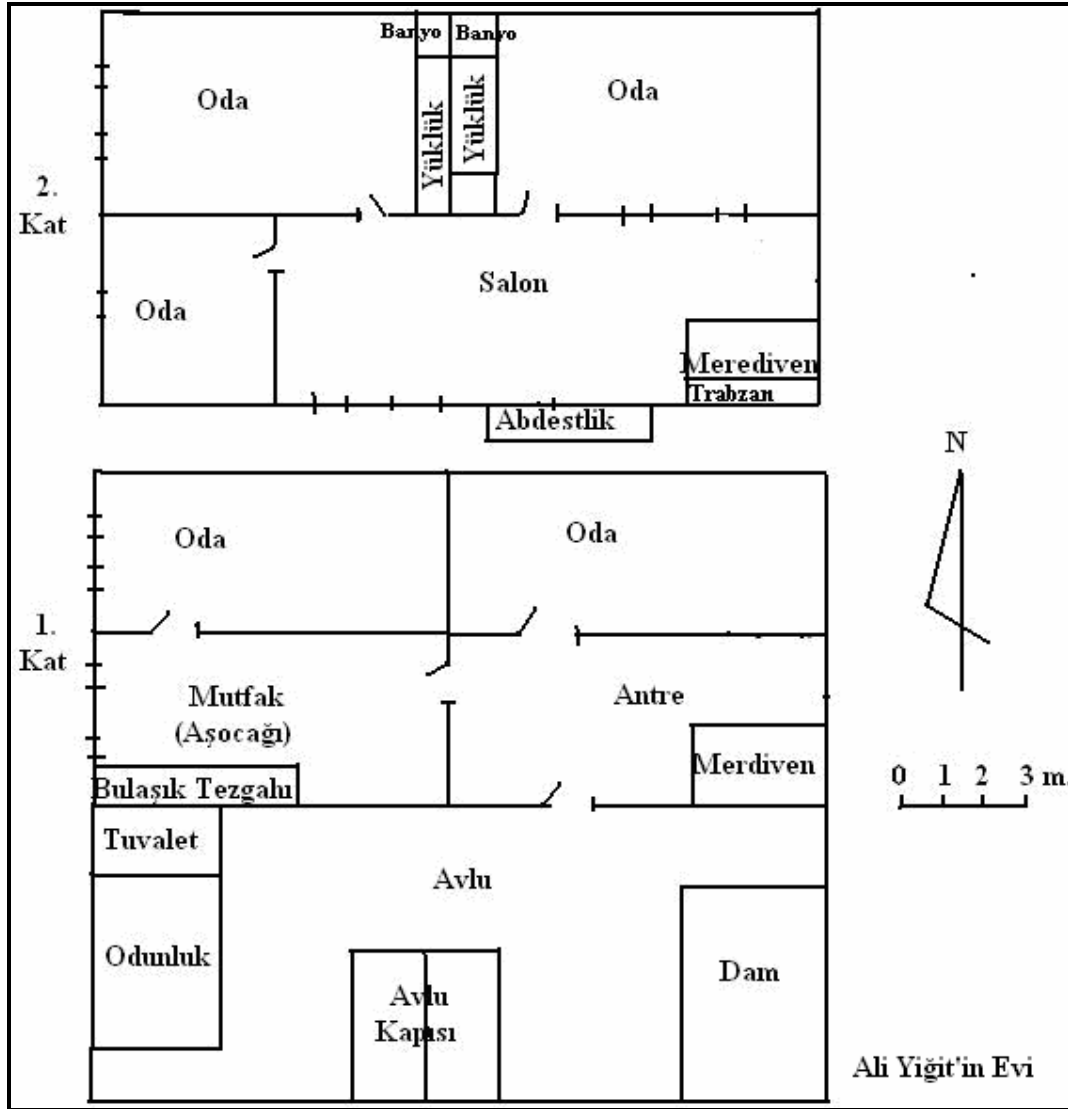 Banyo Banyo
Oda
Oda
Yüklük
Yüklük
2.
Kat
Salon
Oda
Merediven
Trabzan
Abdestlik
N
Oda
Oda
1.
Kat
Mutfak
(Aşocağı)
Antre
Merdiven
0 1 2 3 m.
Bulaşık Tezgahı
Tuvalet
Avlu
Odunluk
Dam
Avlu
Kapısı
Ali Yiğit'in Evi